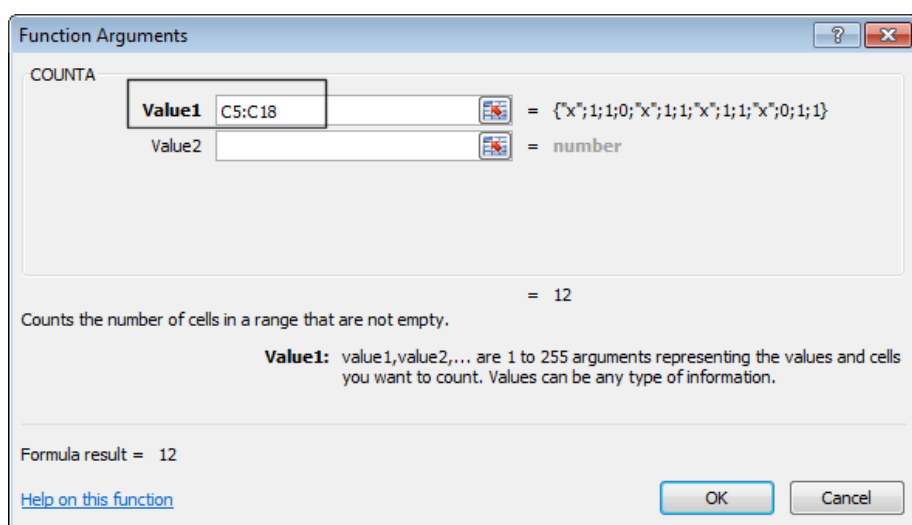 Function Arguments
COUNTA
Value1 C5:C18 = {"x";1;1;0;"x";1;1;"x";1;1;"x";0;1;1}
Value2 = number
= 12
Counts the number of cells in a range that are not empty.
Value1: value1,value2,... are 1 to 255 arguments representing the values and cells
you want to count. Values can be any type of information.
Formula result = 12
Help on this function OK Cancel